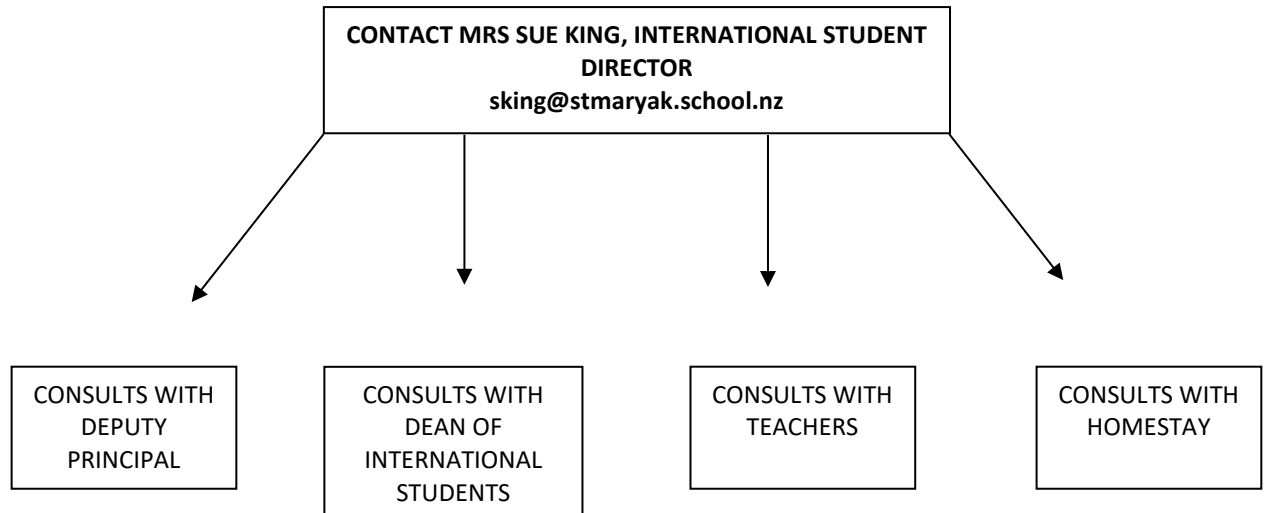 CONTACT MRS SUE KING, INTERNATIONAL STUDENT
DIRECTOR
sking@stmaryak.school.nz
CONSULTS WITH
DEPUTY
PRINCIPAL
CONSULTS WITH
DEAN OF
INTERNATIONAL
STUDENTS
CONSULTS WITH
TEACHERS
CONSULTS WITH
HOMESTAY